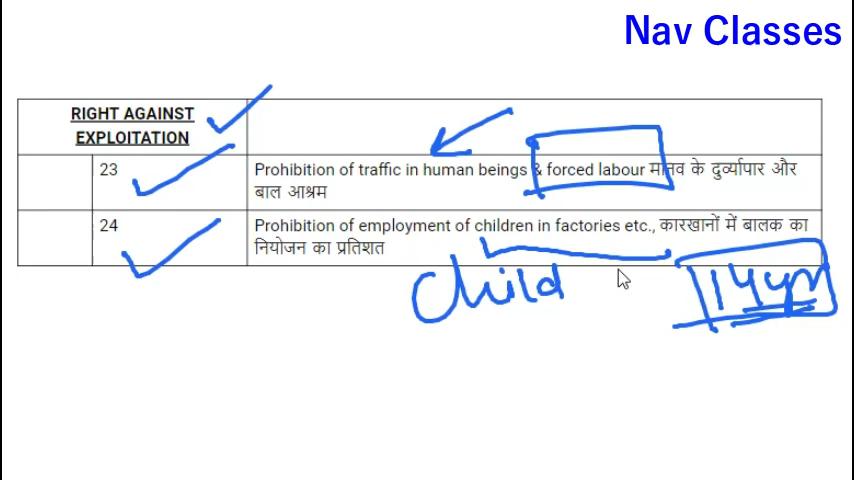 Nav Classes
RIGHT AGAINST
EXPLOITATION
23
Prohibition of traffic in human beings & forced labour मानव के दुर्व्यापार और
बाल आश्रम
24
Prohibition of employment of children in factories etc., कारखानों में बालक का
नियोजन का प्रतिशत
child
14 yrs